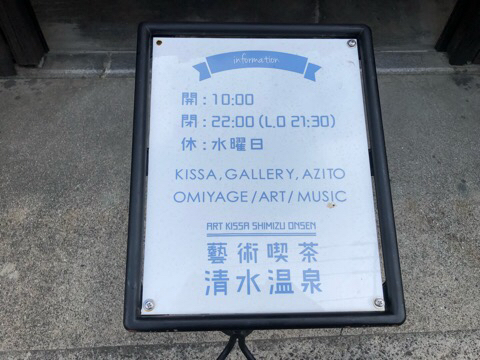 information
開:10:00
閉:22:00(L.O 21:30)
休:水曜日
KISSA, GALLERY, AZITO
OMIYAGE/ART/MUSIC
ART KISSA SHIMIZU ONSEN
藝術喫茶
清水温泉